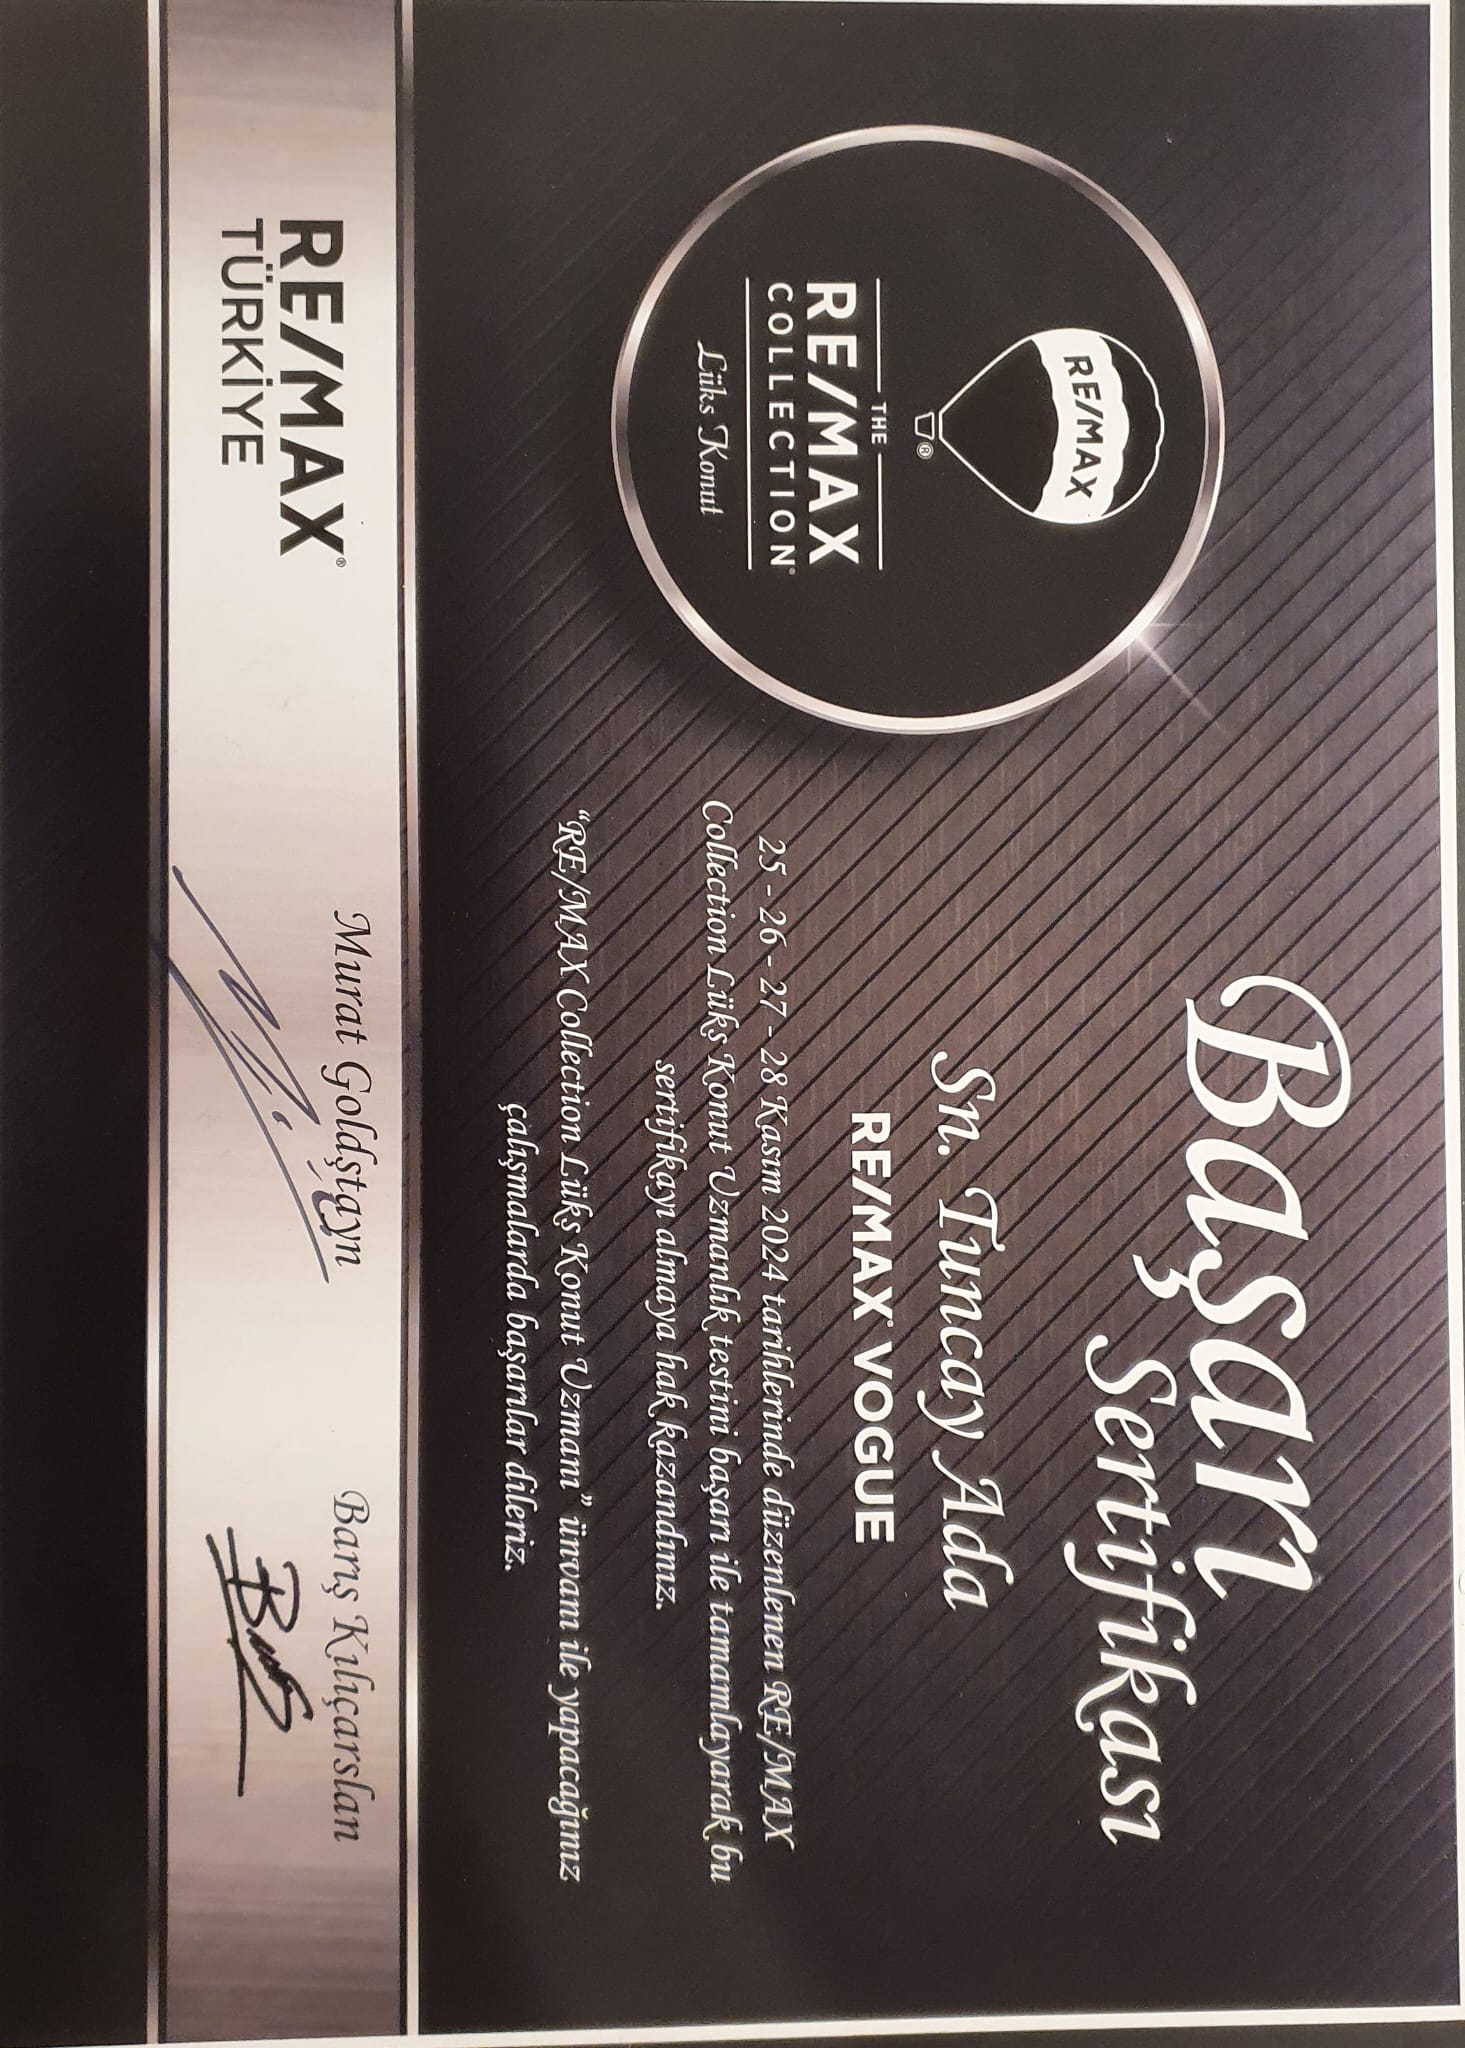 Başarı
Sertifikası
RE/MAX
®
THE
RE/MAX
COLLECTION®
Lüks Konut
Sn. Tuncay Ada
RE/MAX® VOGUE
25 - 26 - 27 - 28 Kasım 2024 tarihlerinde düzenlenen RE/MAX
Collection Lüks Konut Uzmanlık testini başarı ile tamamlayarak bu
sertifikayı almaya hak kazandınız.
“RE/MAX Collection Lüks Konut Uzmanı” ünvanı ile yapacağınız
çalışmalarda başarılar dileriz.
RE/MAX®
TÜRKİYE
Murat Goldştayn
Barış Kılıçarslan